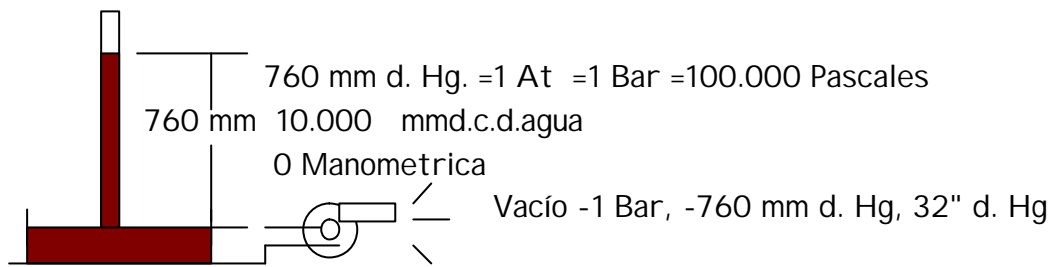 760 mm d. Hg. =1 At =1 Bar =100.000 Pascales
760 mm 10.000 mmd.c.d.agua
0 Manometrica
Vacío -1 Bar, -760 mm d. Hg, 32" d. Hg